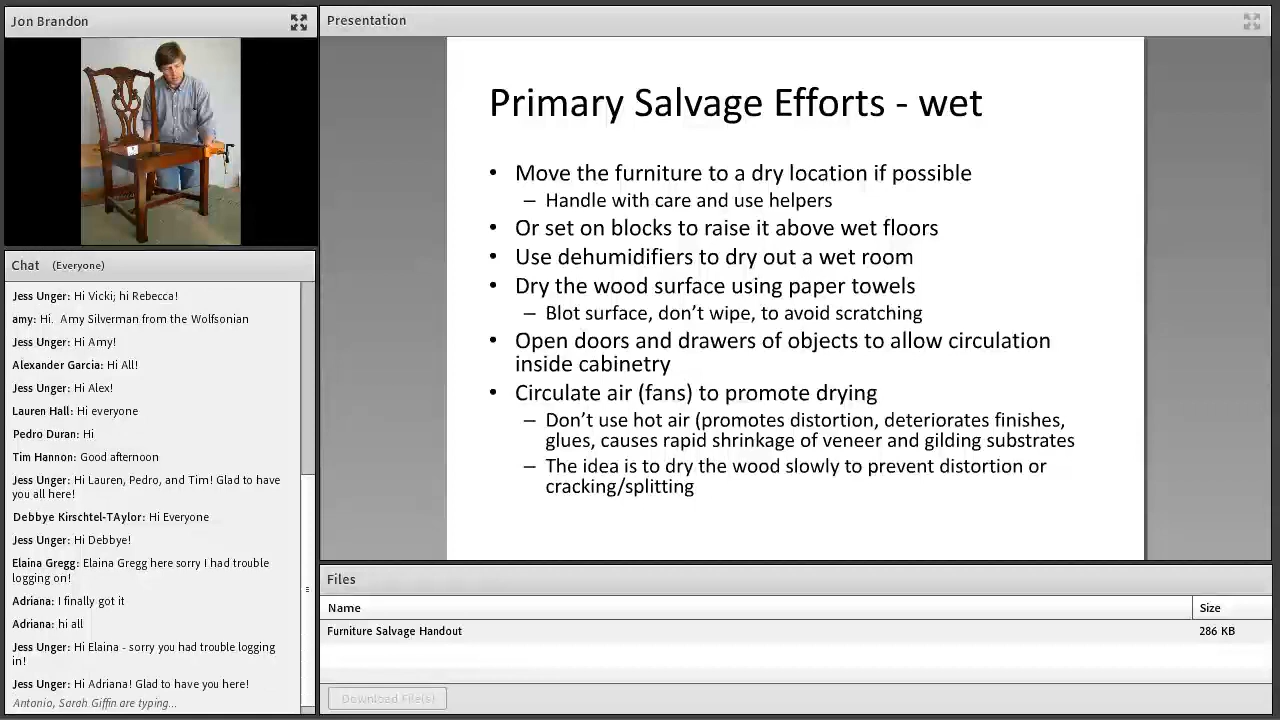 Jon Brandon
Chat (Everyone)
Jess Unger: Hi Vicki; hi Rebecca!
amy: Hi.  Amy Silverman from the Wolfsonian
Jess Unger: Hi Amy!
Alexander Garcia: Hi All!
Jess Unger: Hi Alex!
Lauren Hall: Hi everyone
Pedro Duran: Hi
Tim Hannon: Good afternoon
Jess Unger: Hi Lauren, Pedro, and Tim! Glad to have
you all here!
Debbye Kirschtel-TAylor: Hi Everyone
Jess Unger: Hi Debbye!
Elaina Gregg: Elaina Gregg here sorry I had trouble
logging on!
Adriana: I finally got it
Adriana: hi all
Jess Unger: Hi Elaina - sorry you had trouble logging
in!
Jess Unger: Hi Adriana! Glad to have you here!
Antonia, Sarah Giffin are typing...
Presentation
Primary Salvage Efforts - wet
• Move the furniture to a dry location if possible
– Handle with care and use helpers
• Or set on blocks to raise it above wet floors
• Use dehumidifiers to dry out a wet room
• Dry the wood surface using paper towels
– Blot surface, don’t wipe, to avoid scratching
• Open doors and drawers of objects to allow circulation
inside cabinetry
• Circulate air (fans) to promote drying
– Don’t use hot air (promotes distortion, deteriorates finishes,
glues, causes rapid shrinkage of veneer and gilding substrates
– The idea is to dry the wood slowly to prevent distortion or
cracking/splitting
Files
Name Size
Furniture Salvage Handout 286 KB
Download File(s)